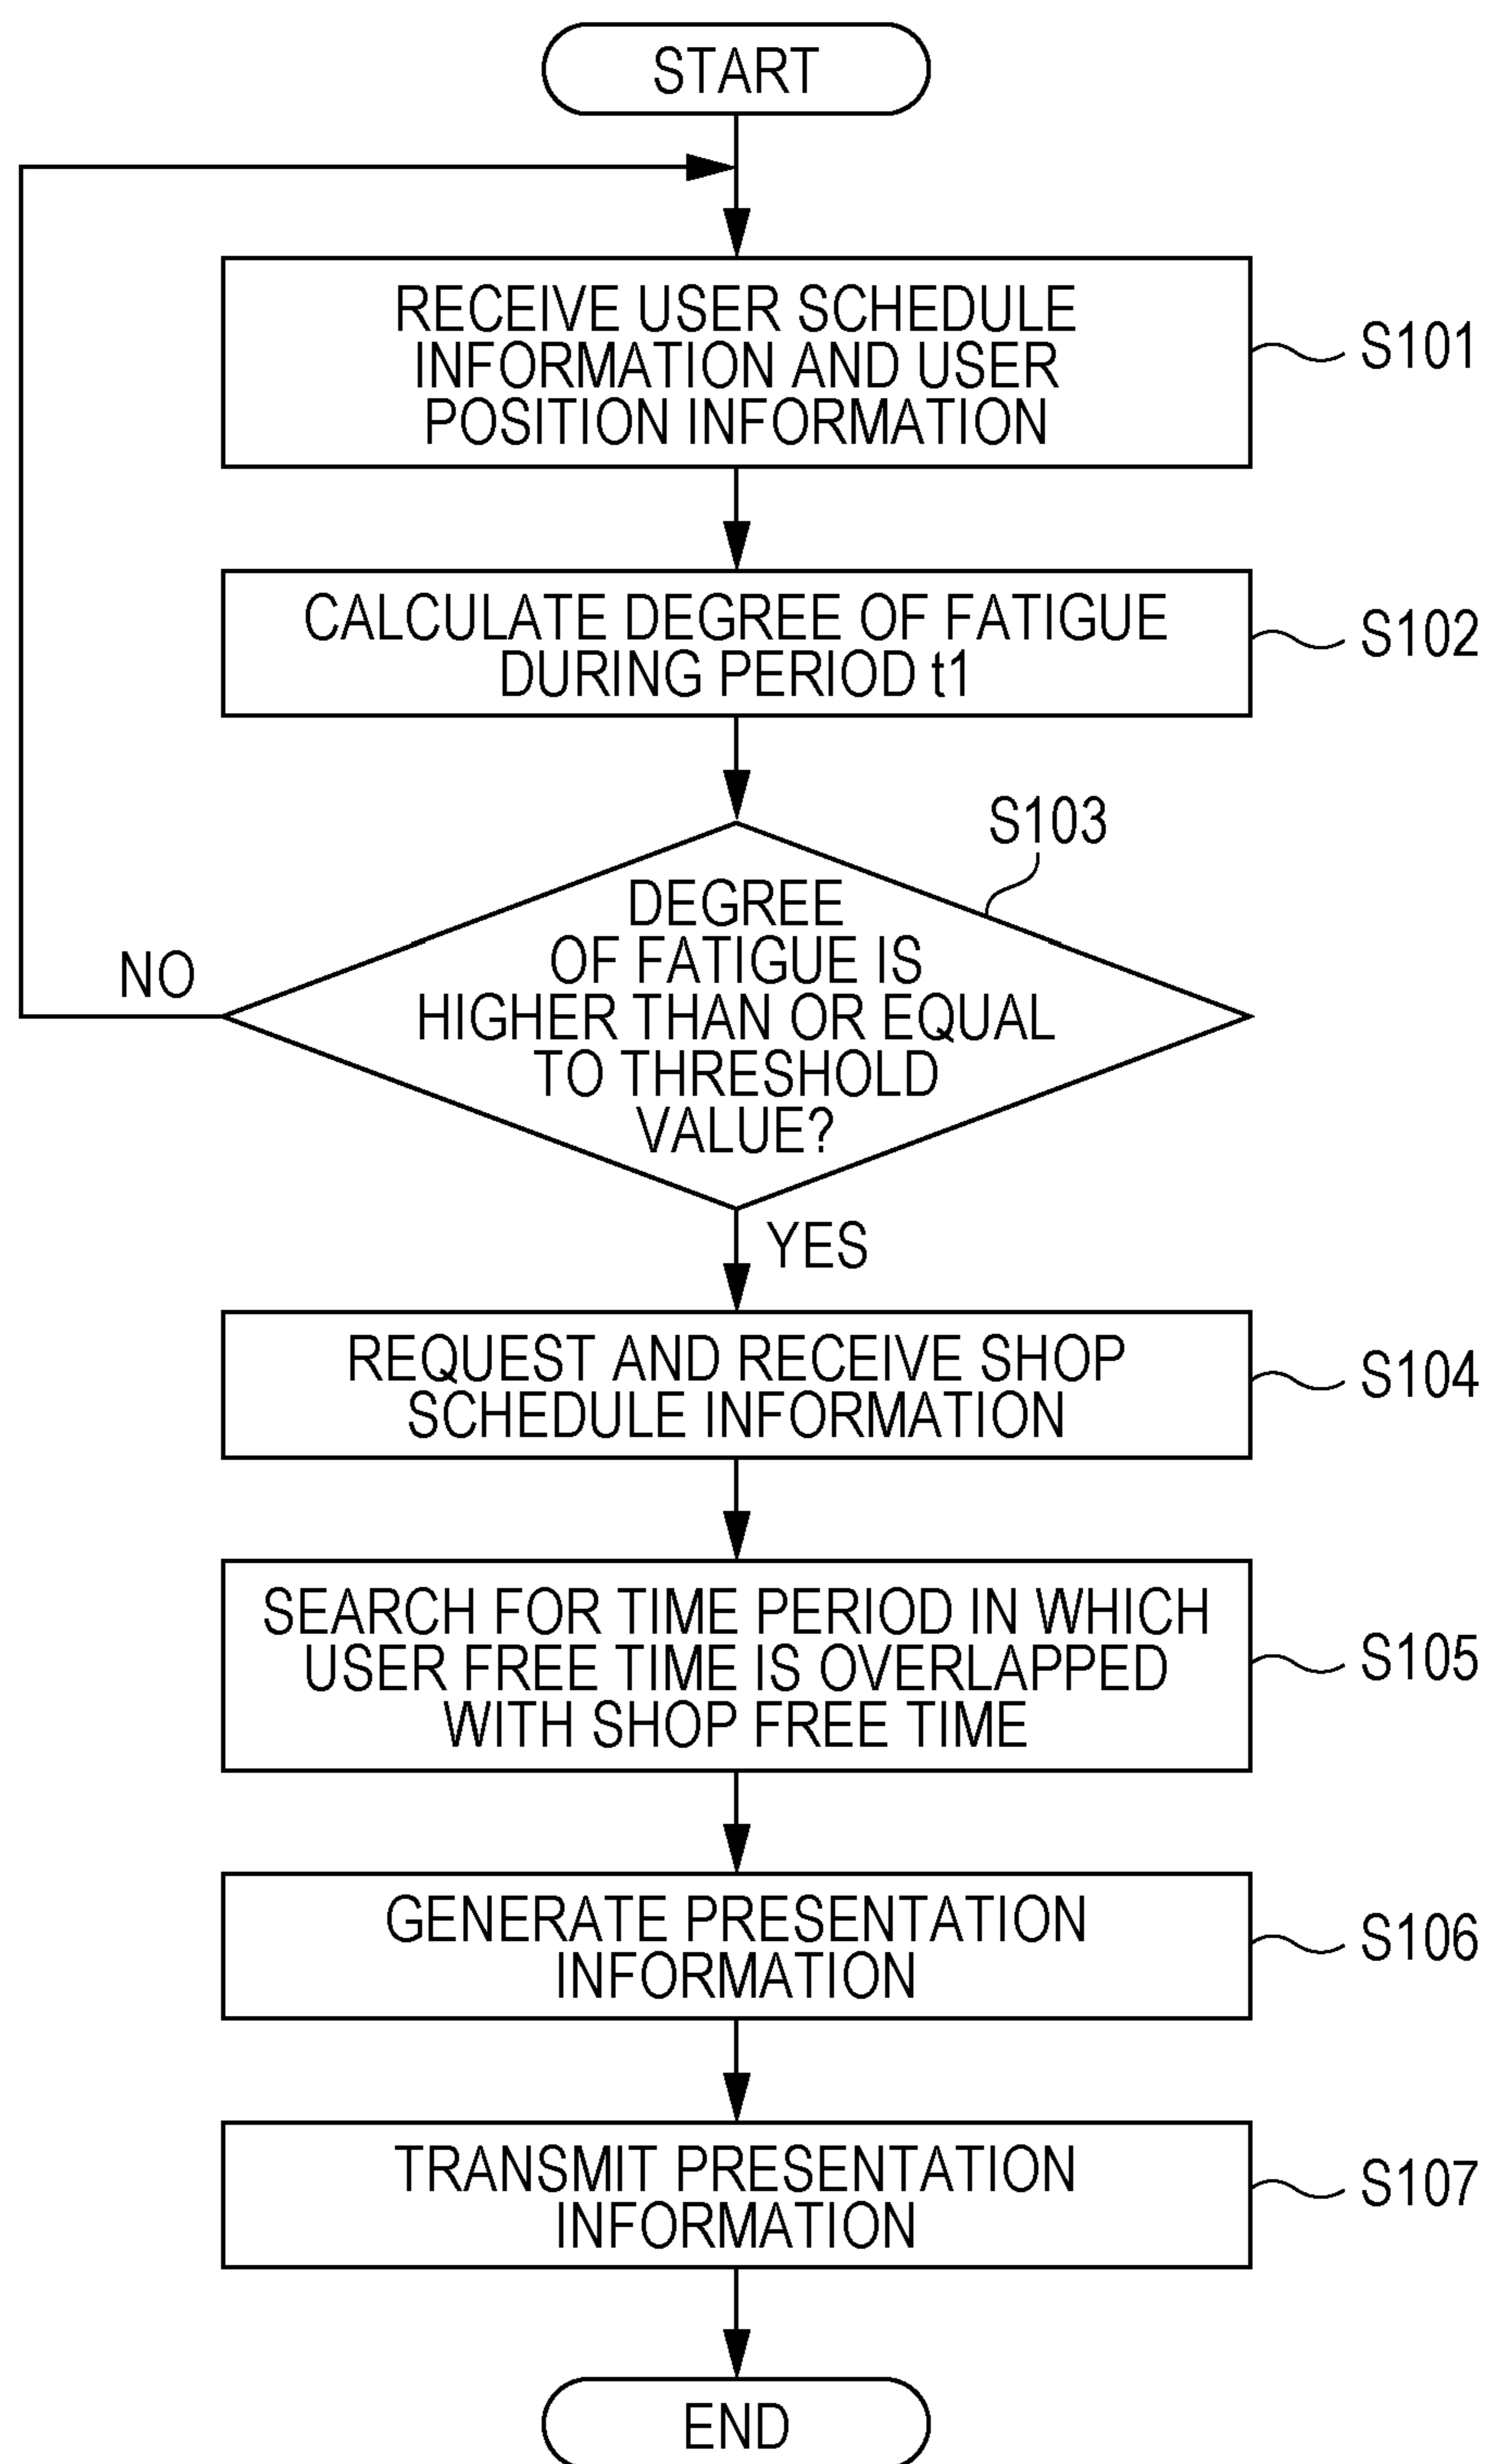 START
RECEIVE USER SCHEDULE
INFORMATION AND USER
POSITION INFORMATION
S101
CALCULATE DEGREE OF FATIGUE
DURING PERIOD t1
S102
S103
DEGREE
OF FATIGUE IS
HIGHER THAN OR EQUAL
TO THRESHOLD
VALUE?
NO
YES
REQUEST AND RECEIVE SHOP
SCHEDULE INFORMATION
S104
SEARCH FOR TIME PERIOD IN WHICH
USER FREE TIME IS OVERLAPPED
WITH SHOP FREE TIME
S105
GENERATE PRESENTATION
INFORMATION
S106
TRANSMIT PRESENTATION
INFORMATION
S107
END